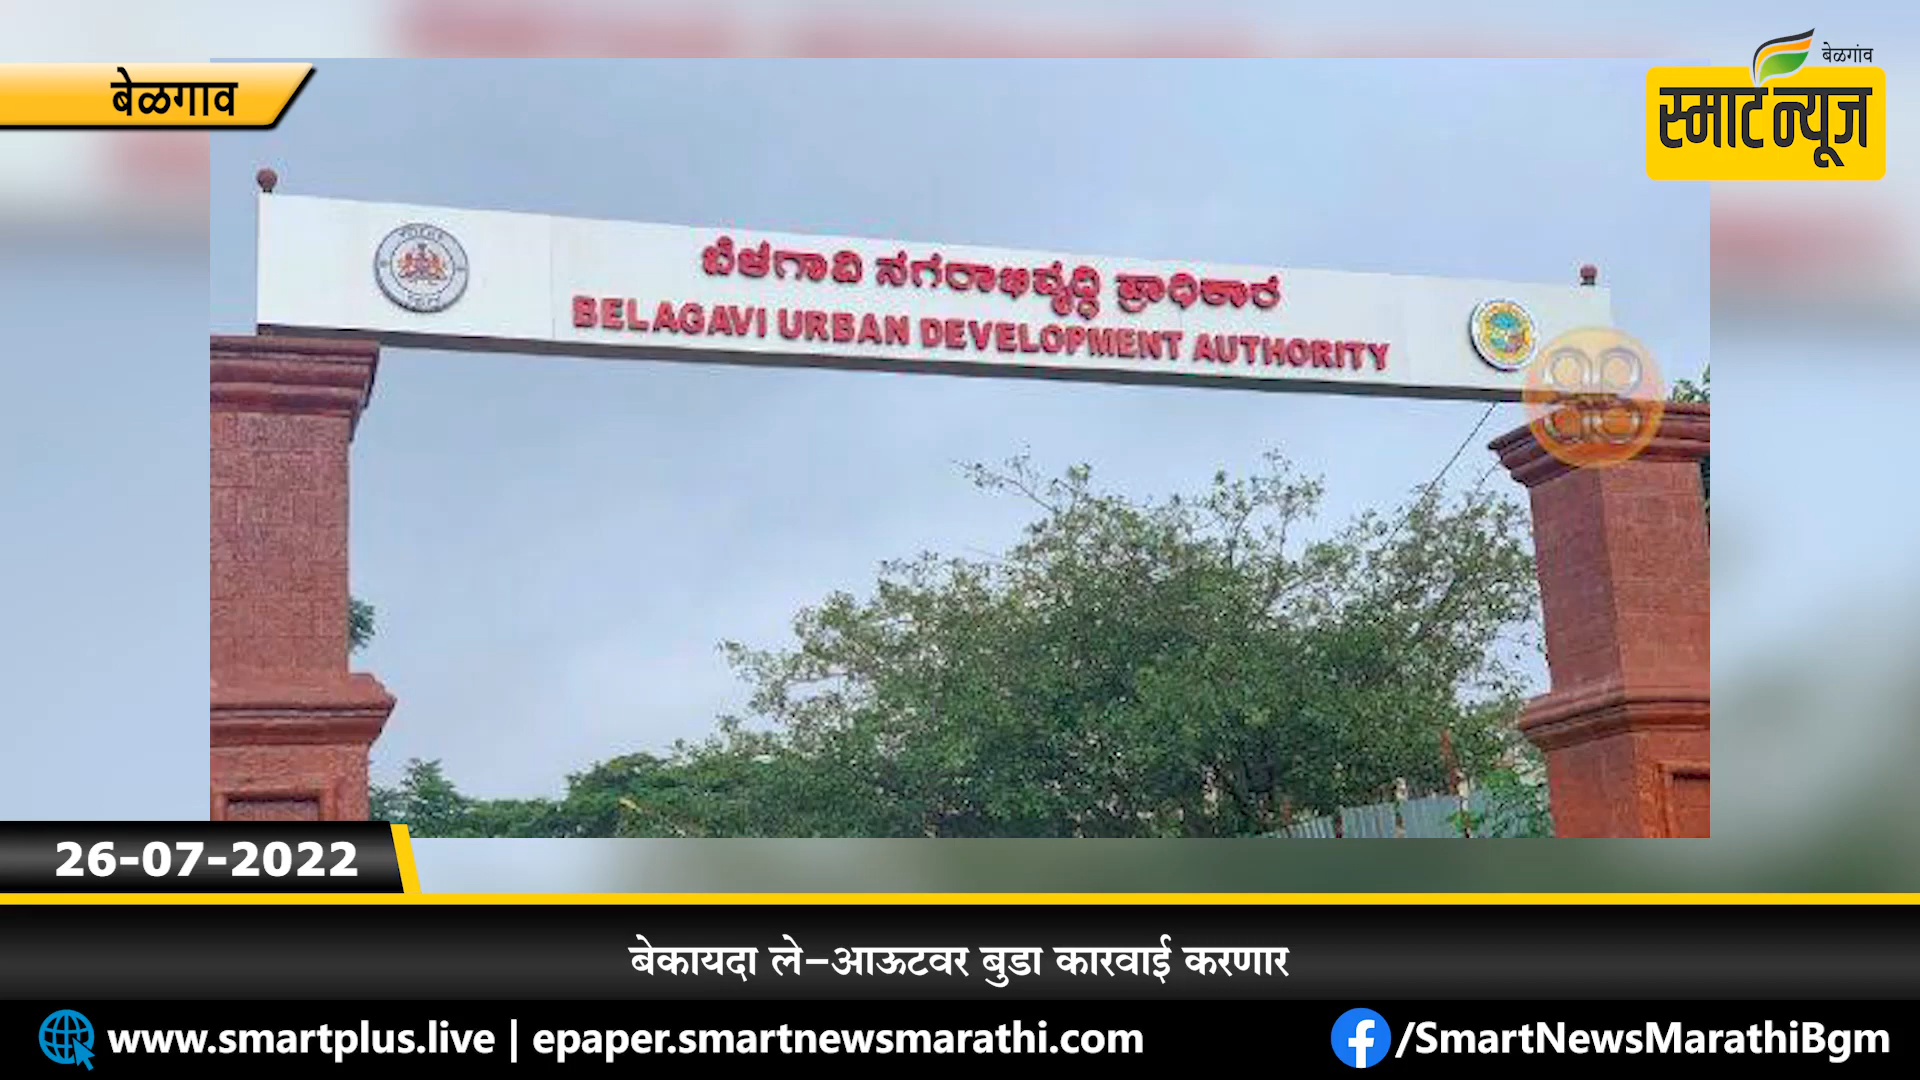 बेळगाव
बेळगांव
स्मार्ट न्यूज
ಬೆಳಗಾವಿ ನಗರಾಭಿವೃದ್ಧಿ ಪ್ರಾಧಿಕಾರ
BELAGAVI URBAN DEVELOPMENT AUTHORITY
26-07-2022
बेकायदा ले-आऊटवर बुडा कारवाई करणार
www.smartplus.live | epaper.smartnewsmarathi.com
/SmartNewsMarathiBgm